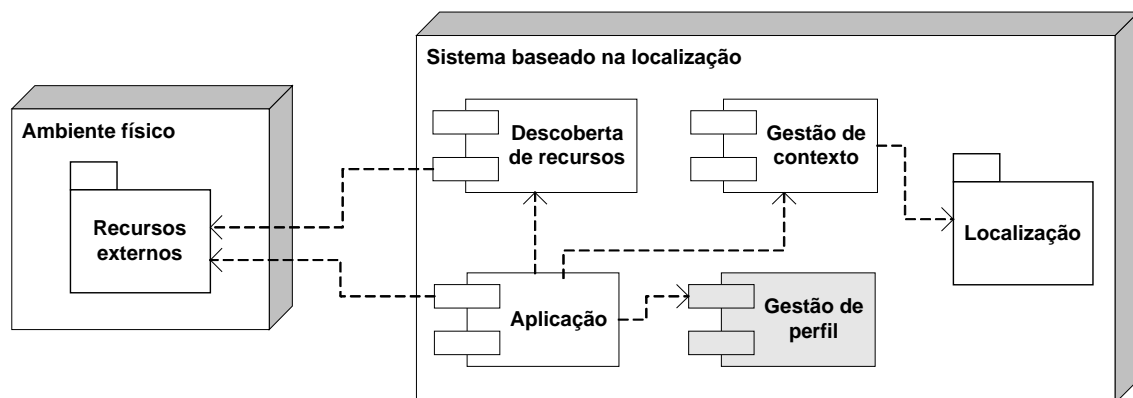 Sistema baseado na localização
Ambiente físico
Descoberta
de recursos
Gestão de
contexto
Recursos
externos
Localização
Aplicação
Gestão de
perfil